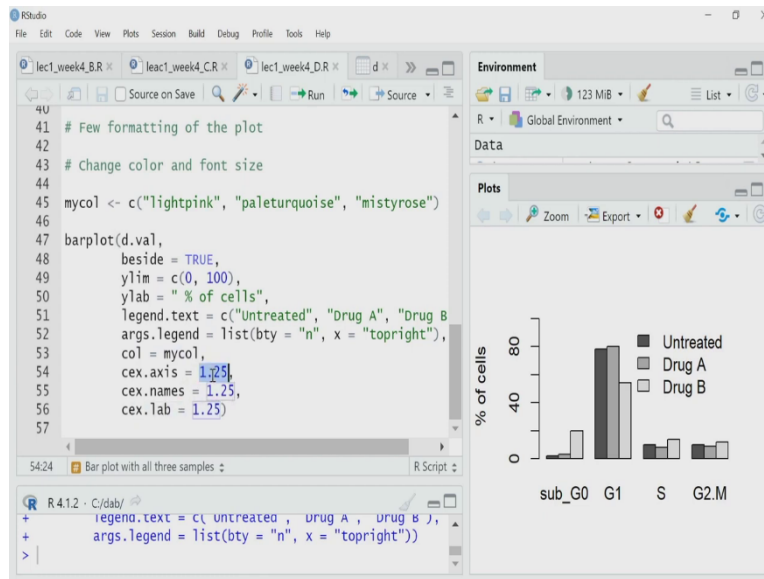 RStudio
File Edit Code View Plots Session Build Debug Profile Tools Help
lec1_week4_B.R × leac1_week4_C.R × lec1_week4_D.R × d ×
Source on Save Run Source
40
41 # Few formatting of the plot
42
43 # Change color and font size
44
45 mycol <- c("lightpink", "paleturquoise", "mistyrose")
46
47 barplot(d.val,
48 beside = TRUE,
49 ylim = c(0, 100),
50 ylab = " % of cells",
51 legend.text = c("Untreated", "Drug A", "Drug B
52 args.legend = list(bty = "n", x = "topright"),
53 col = mycol,
54 cex.axis = 1.25,
55 cex.names = 1.25,
56 cex.lab = 1.25)
57
54:24 Bar plot with all three samples R Script
R 4.1.2 · C:/dab/
+ legend.text = c("Untreated", "Drug A", "Drug B"),
+ args.legend = list(bty = "n", x = "topright"))
>
Environment
123 MiB List
R Global Environment
Data
Plots
Zoom Export
% of cells
80
40
0
Untreated
Drug A
Drug B
sub_G0 G1 S G2.M